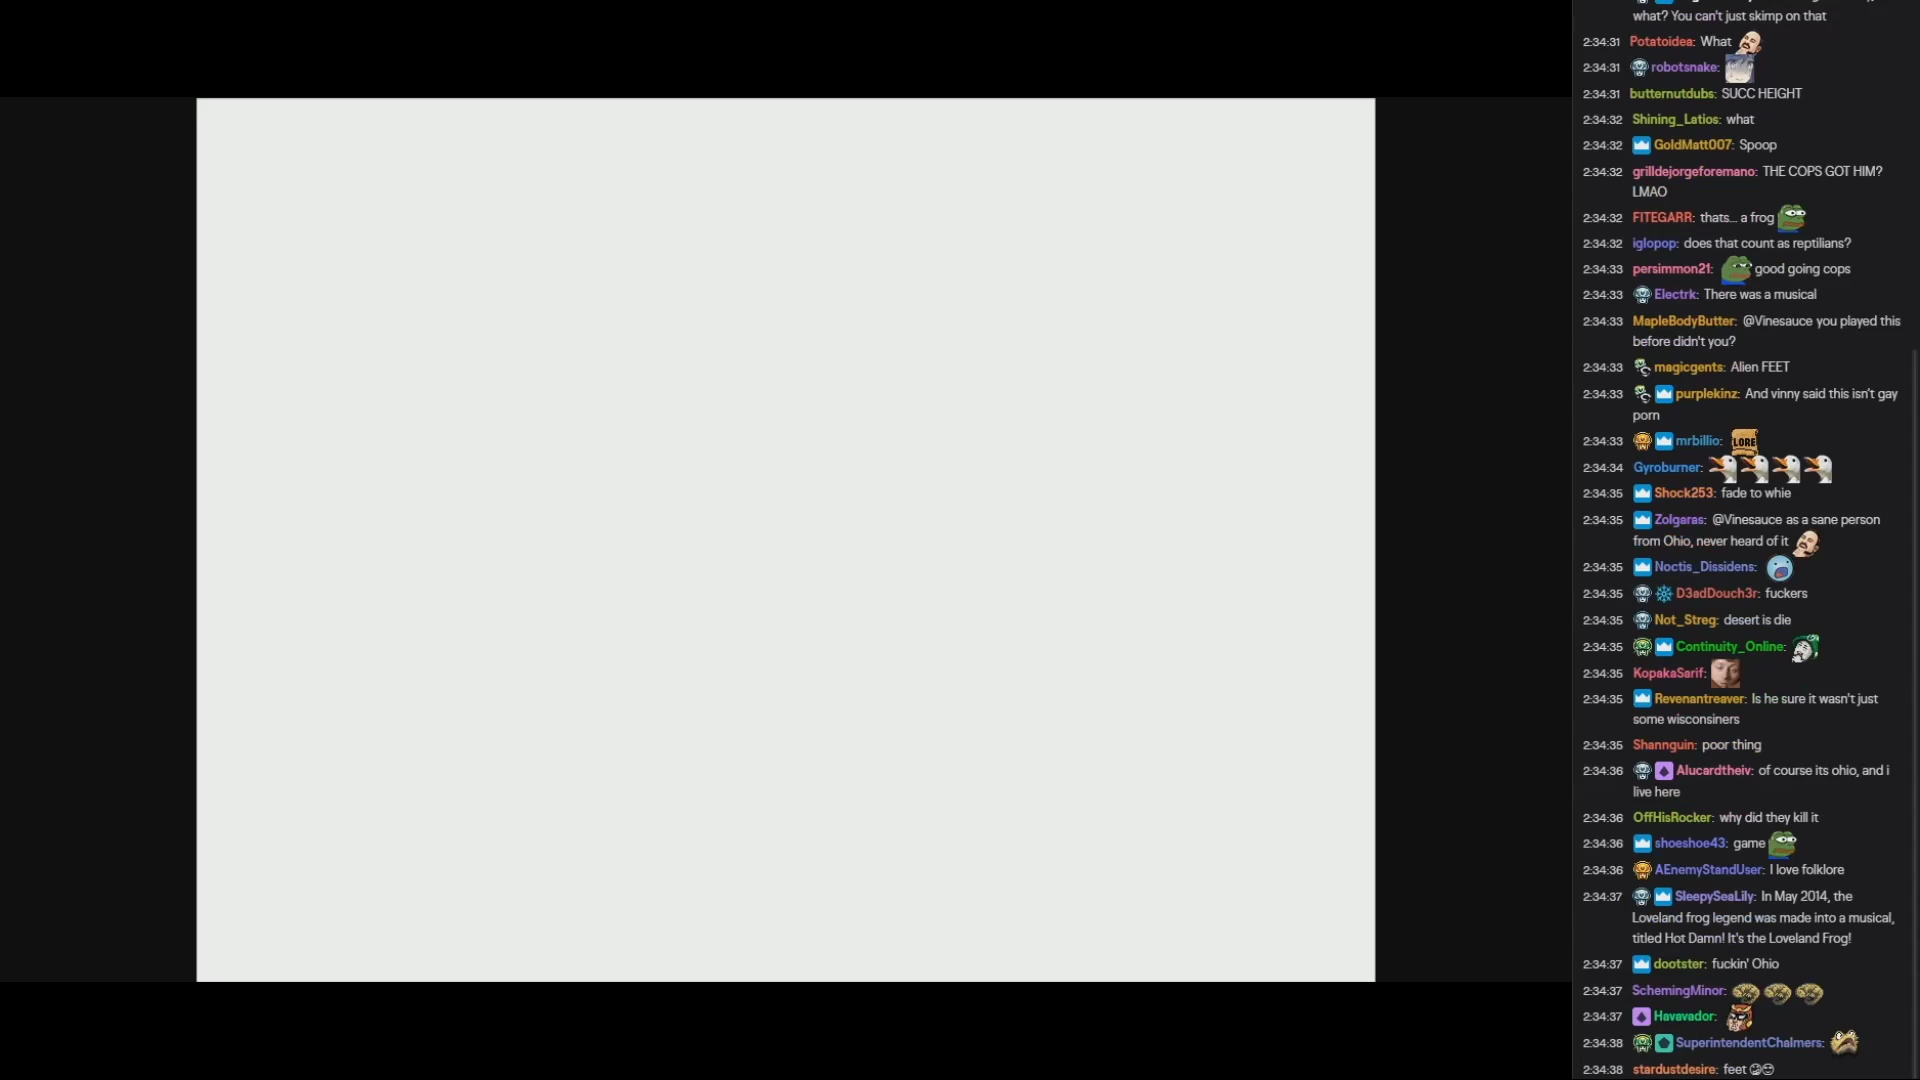 what? You can't just skimp on that
2:34:31 Potatoidea: What
2:34:31 robotsnake:
2:34:31 butternutdubs: SUCC HEIGHT
2:34:32 Shining_Latios: what
2:34:32 GoldMatt007: Spoop
2:34:32 grilldejorgeforemano: THE COPS GOT HIM?
LMAO
2:34:32 FITEGARR: thats... a frog
2:34:32 iglopop: does that count as reptilians?
2:34:33 persimmon21: good going cops
2:34:33 Electrk: There was a musical
2:34:33 MapleBodyButter: @Vinesauce you played this
before didn't you?
2:34:33 magicgents: Alien FEET
2:34:33 purplekinz: And vinny said this isn't gay
porn
2:34:33 mrbillio: LORE
2:34:34 Gyroburner:
2:34:35 Shock253: fade to whie
2:34:35 Zolgaras: @Vinesauce as a sane person
from Ohio, never heard of it
2:34:35 Noctis_Dissidens:
2:34:35 D3adDouch3r: fuckers
2:34:35 Not_Streg: desert is die
2:34:35 Continuity_Online:
2:34:35 KopakaSarif:
2:34:35 Revenantreaver: Is he sure it wasn't just
some wisconsiners
2:34:35 Shannguin: poor thing
2:34:36 Alucardtheiv: of course its ohio, and i
live here
2:34:36 OffHisRocker: why did they kill it
2:34:36 shoeshoe43: game
2:34:36 AEnemyStandUser: I love folklore
2:34:37 SleepySeaLily: In May 2014, the
Loveland frog legend was made into a musical,
titled Hot Damn! It's the Loveland Frog!
2:34:37 dootster: fuckin' Ohio
2:34:37 SchemingMinor:
2:34:37 Havavador:
2:34:38 SuperintendentChalmers:
2:34:38 stardustdesire: feet